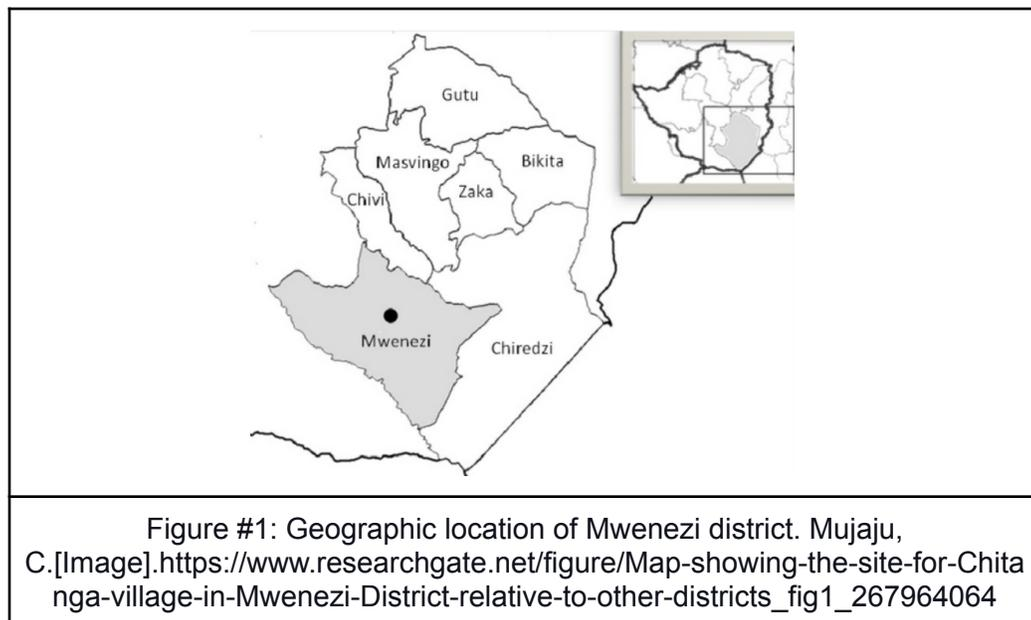 Gutu
Masvingo
Bikita
Zaka
Chivi
Mwenezi
Chiredzi
Figure #1: Geographic location of Mwenezi district. Mujaju,
C.[Image].https://www.researchgate.net/figure/Map-showing-the-site-for-Chita
nga-village-in-Mwenezi-District-relative-to-other-districts_fig1_267964064